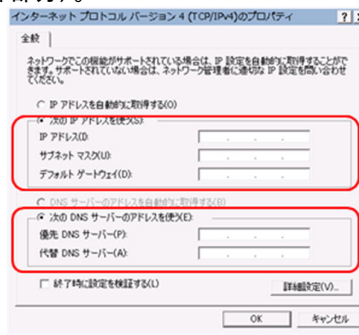 インターネット プロトコル バージョン 4 (TCP/IPv4)のプロパティ
?
全般
ネットワークでこの機能がサポートされている場合は、IP 設定を自動的に取得することがで
きます。サポートされていない場合は、ネットワーク管理者に適切な IP 設定を問い合わせ
てください。
IP アドレスを自動的に取得する(O)
次の IP アドレスを使う(S):
IP アドレス(I):
サブネット マスク(U):
デフォルト ゲートウェイ(D):
DNS サーバーのアドレスを自動的に取得する(B)
次の DNS サーバーのアドレスを使う(E):
優先 DNS サーバー(P):
代替 DNS サーバー(A):
終了時に設定を検証する(L)
詳細設定(V)...
OK
キャンセル